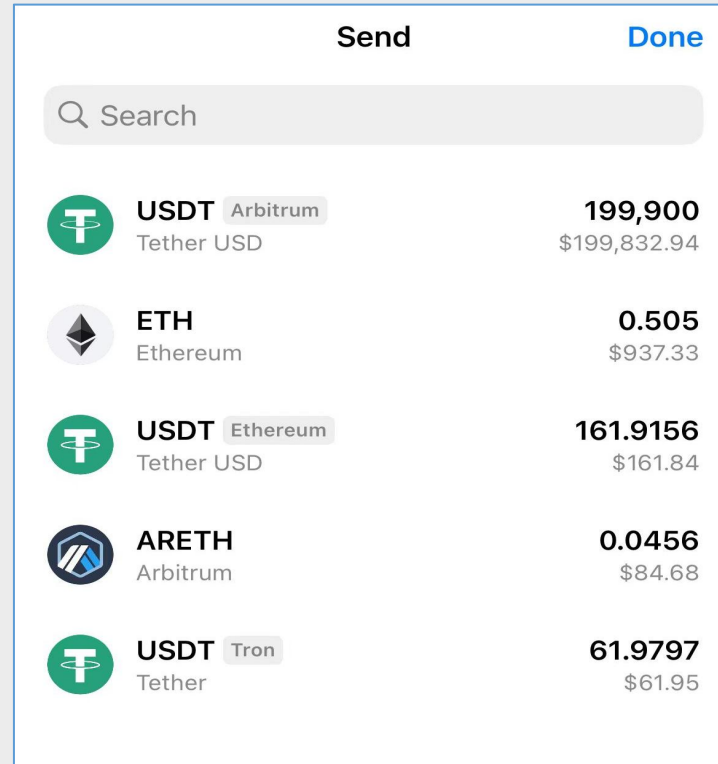 Send Done
Search
USDT Arbitrum 199,900
Tether USD $199,832.94
ETH 0.505
Ethereum $937.33
USDT Ethereum 161.9156
Tether USD $161.84
ARETH 0.0456
Arbitrum $84.68
USDT Tron 61.9797
Tether $61.95